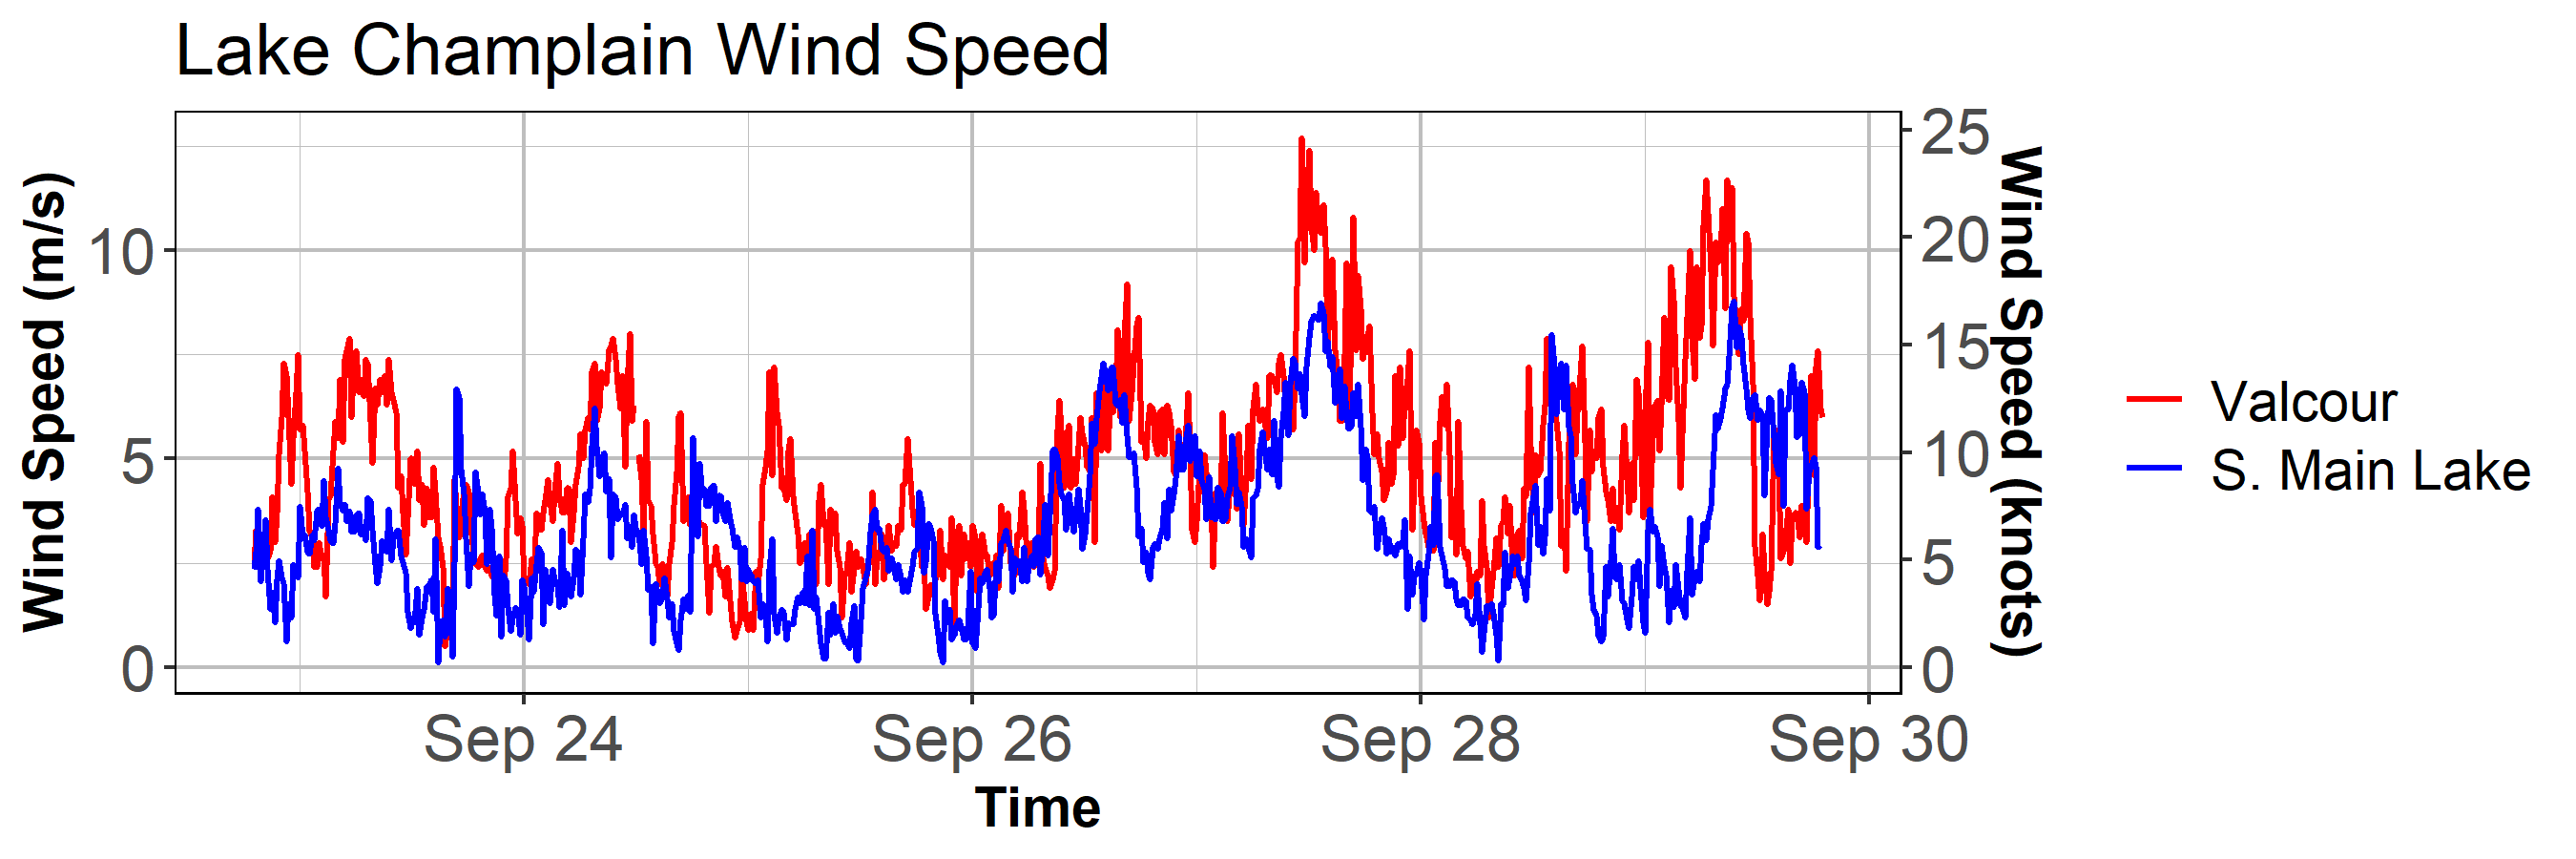 Lake Champlain Wind Speed
Wind Speed (m/s)
10
5
0
25
20
15
10
5
0
Wind Speed (knots)
Sep 24
Sep 26
Sep 28
Sep 30
Time
Valcour
S. Main Lake